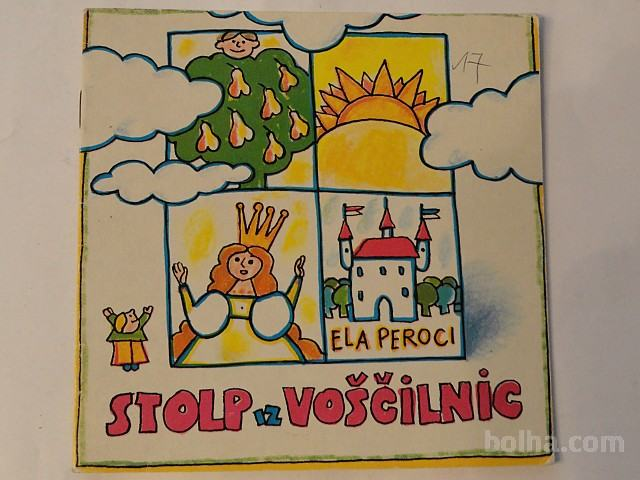 17
ELA PEROCI
STOLP iz VOŠČILNIC
bolha.com